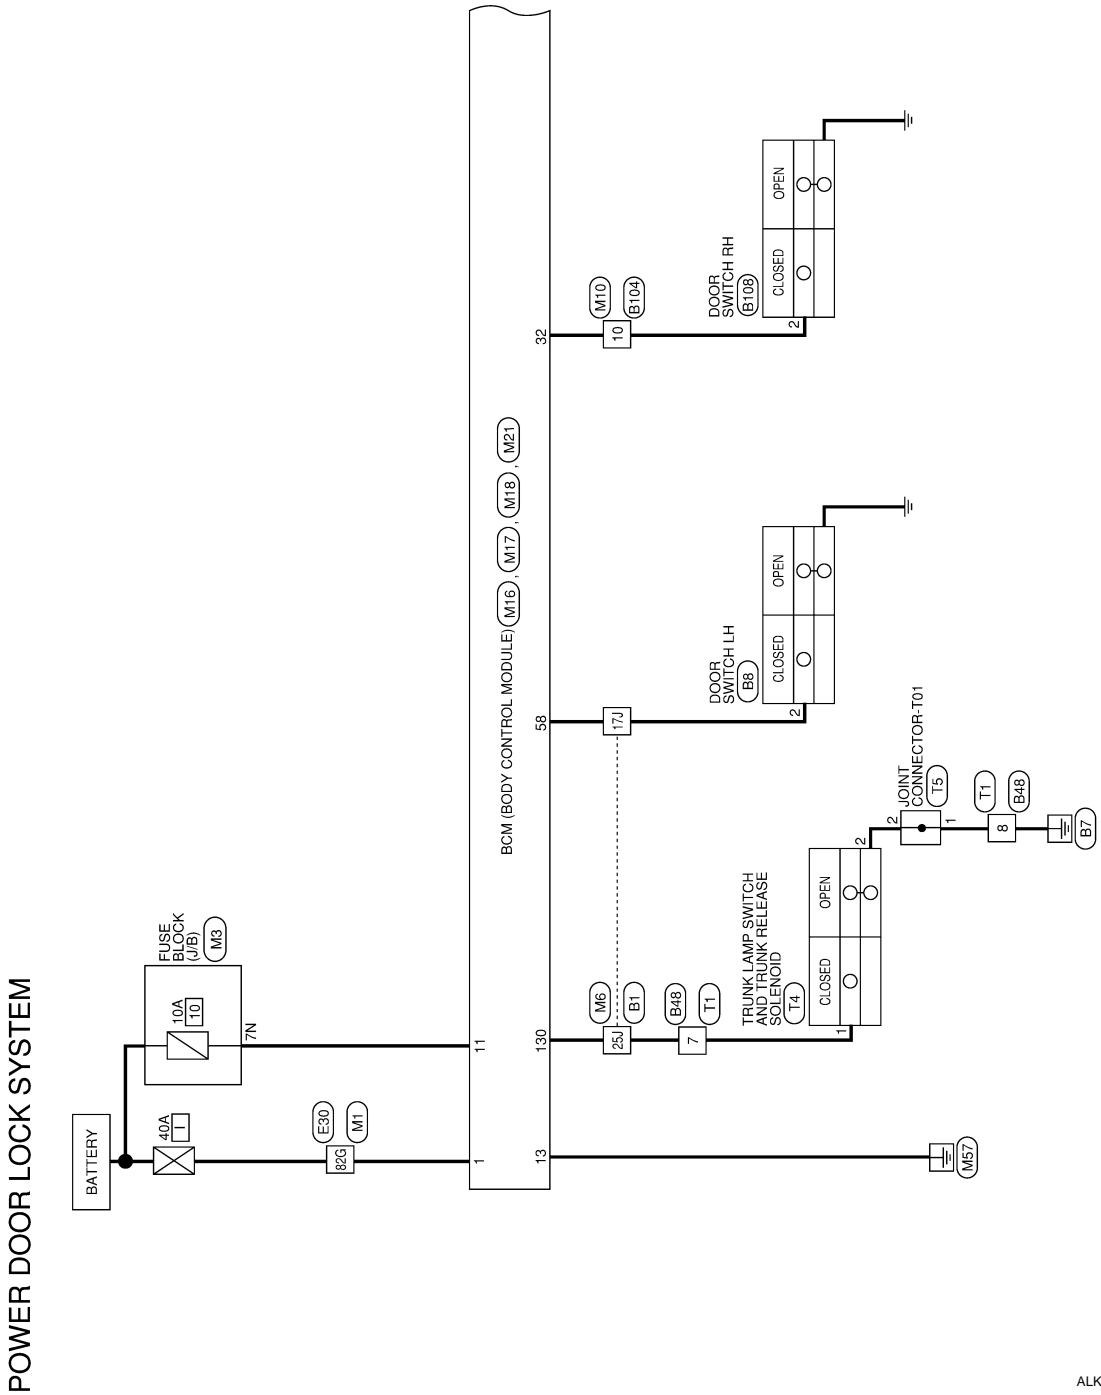 POWER DOOR LOCK SYSTEM
BATTERY
40A
I
FUSE
BLOCK
(J/B)
M3
10A
10
7N
E30
82G
M1
1
11
BCM (BODY CONTROL MODULE) M16 , M17 , M18 , M21
13
130
58
32
M57
M6
25J
B1
B48
7
T1
TRUNK LAMP SWITCH
AND TRUNK RELEASE
SOLENOID
T4
CLOSED
OPEN
1
2
JOINT
CONNECTOR-T01
T5
2
1
T1
8
B48
B7
17J
DOOR
SWITCH LH
B8
2
CLOSED
OPEN
M10
10
B104
DOOR
SWITCH RH
B108
2
CLOSED
OPEN
ALK